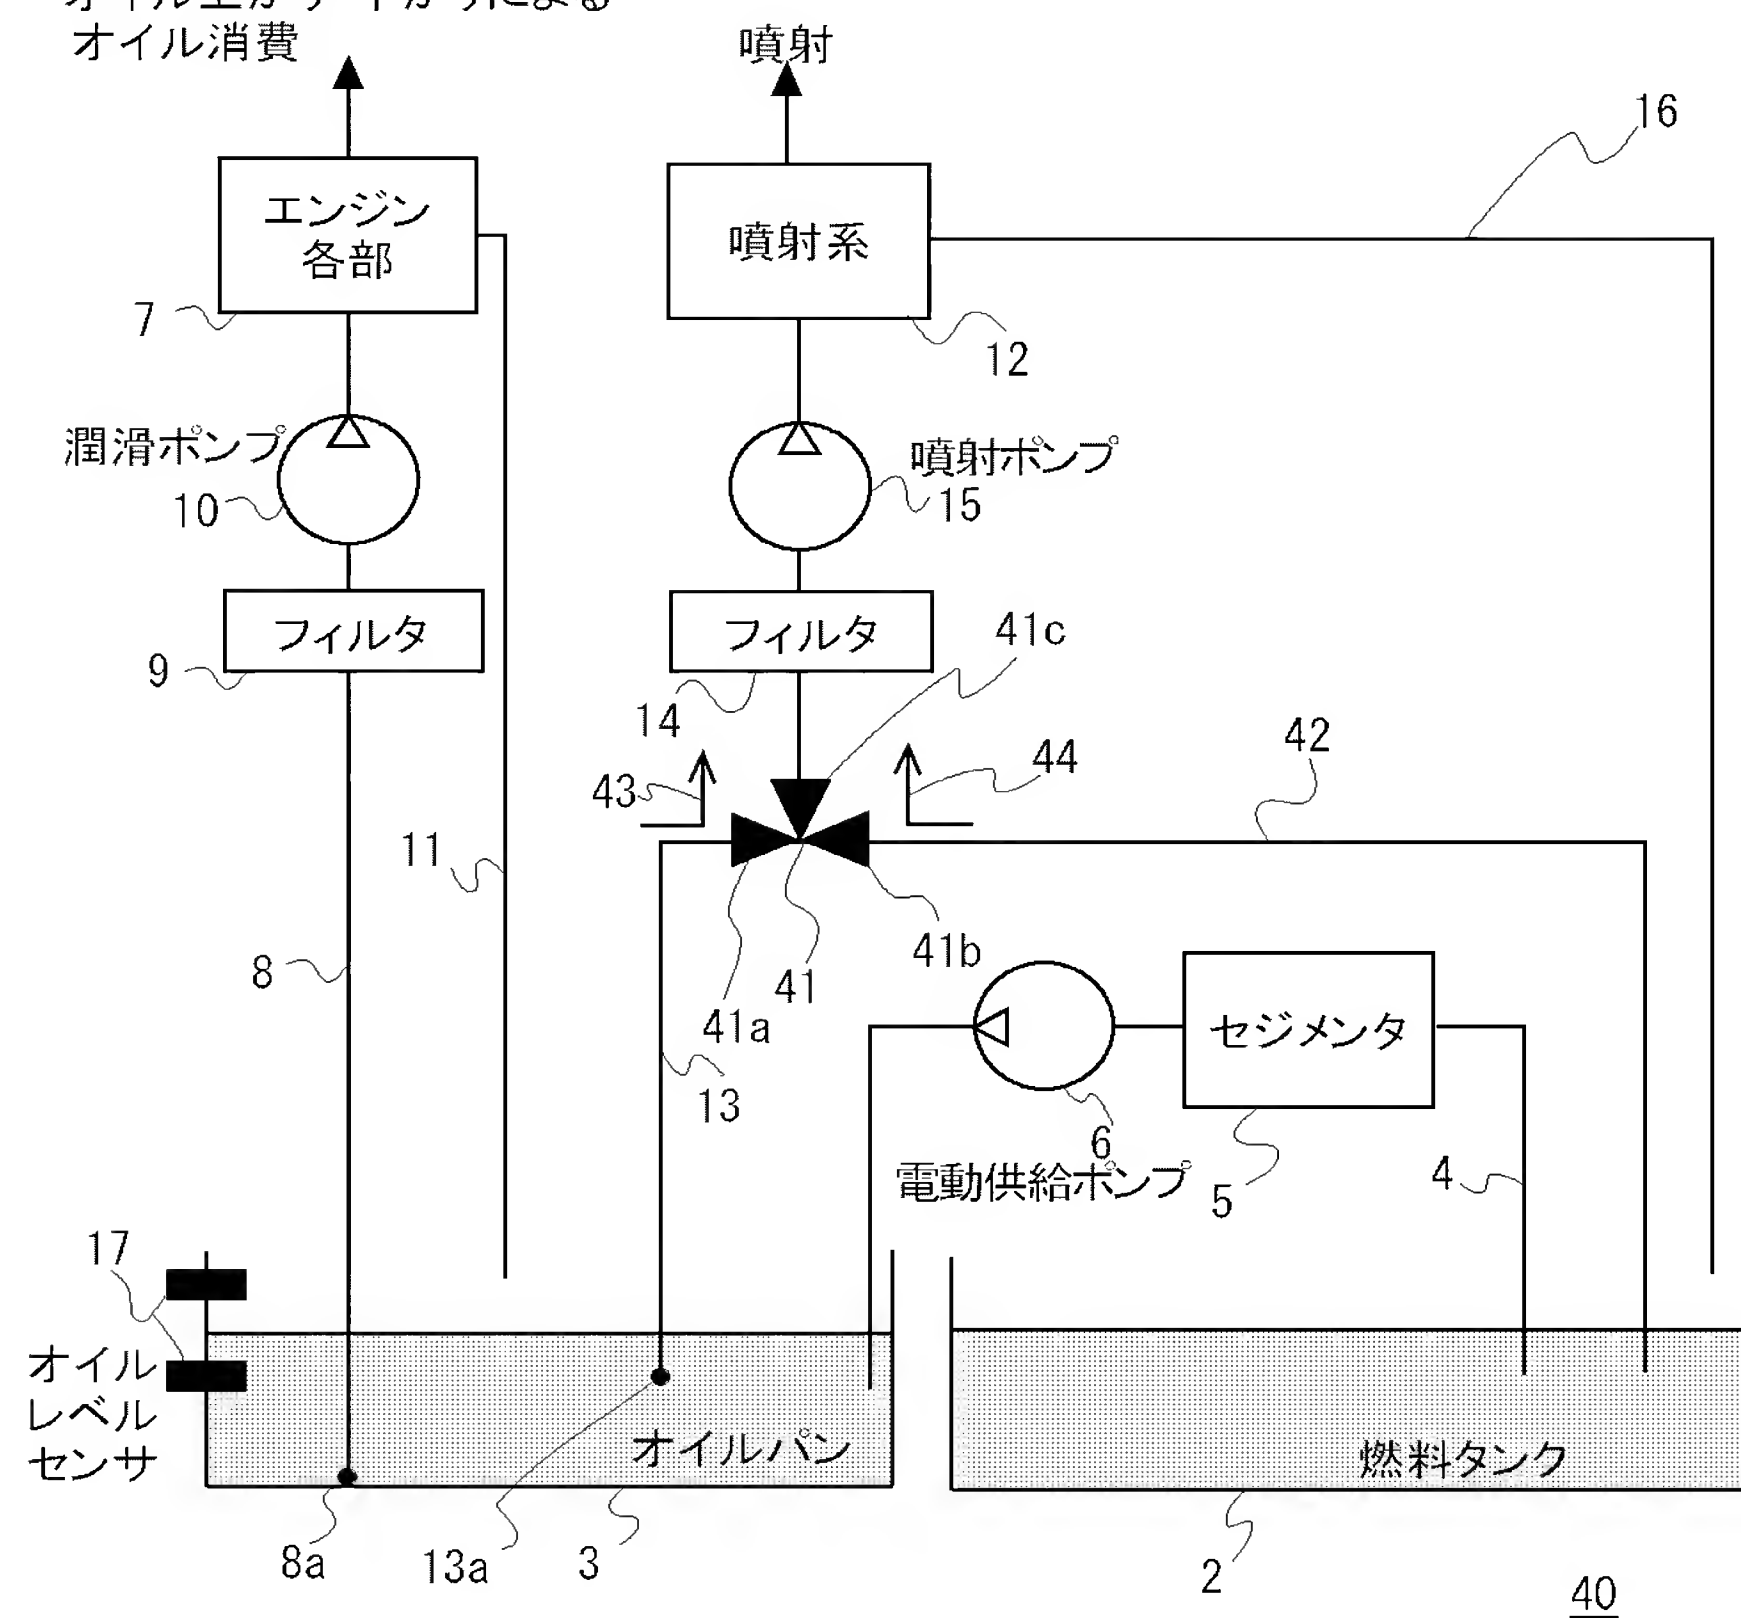 オイル消費
噴射
16
エンジン
各部
噴射系
7
12
潤滑ポンプ
10
噴射ポンプ
15
フィルタ
フィルタ
41c
9
14
42
43
44
11
8
41
41b
41a
セジメンタ
13
6
電動供給ポンプ
5
4
17
オイル
レベル
センサ
オイルパン
燃料タンク
8a
13a
3
2
40